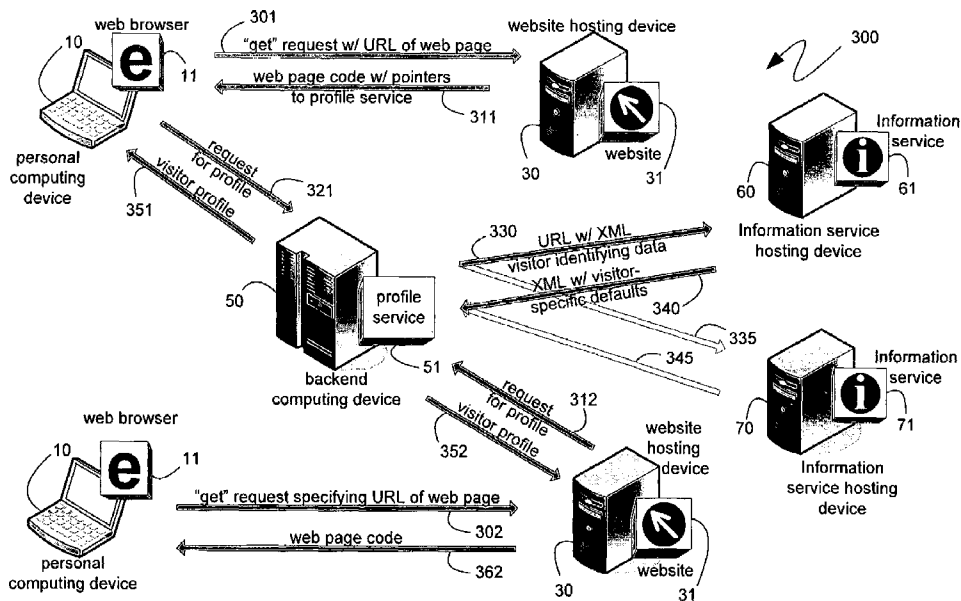 web browser
301
website hosting device
10
"get" request w/ URL of web page
300
e
11
web page code w/ pointers
to profile service
311
Information
service
personal
computing
device
request
for profile
321
30
website
31
60
i
61
351
visitor profile
330
URL w/ XML
visitor identifying data
Information service
hosting device
50
XML w/ visitor-
specific defaults
340
profile
service
335
345
Information
service
51
backend
computing device
request
for profile
312
70
i
71
web browser
visitor profile
352
website
hosting
device
10
e
11
Information
service hosting
device
"get" request specifying URL of web page
302
web page code
personal
computing device
362
30
website
31